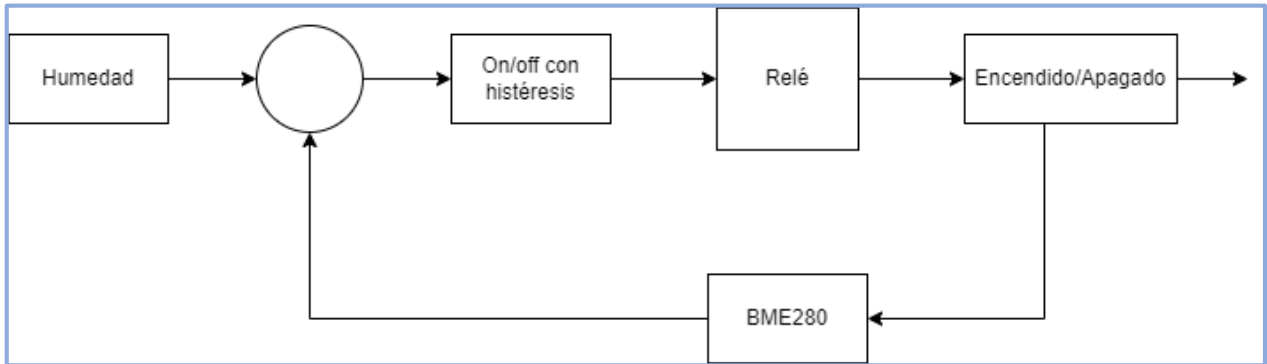 Humedad
On/off con
histéresis
Relé
Encendido/Apagado
BME280